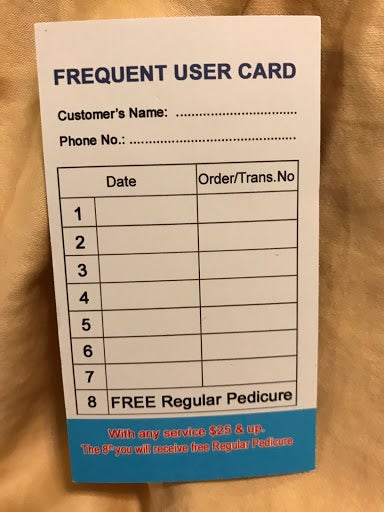 FREQUENT USER CARD
Customer's Name: ................................
Phone No.: ............................................
Date Order/Trans.No
1
2
3
4
5
6
7
8 FREE Regular Pedicure
With any service $25 & up.
The 8th you will receive free Regular Pedicure